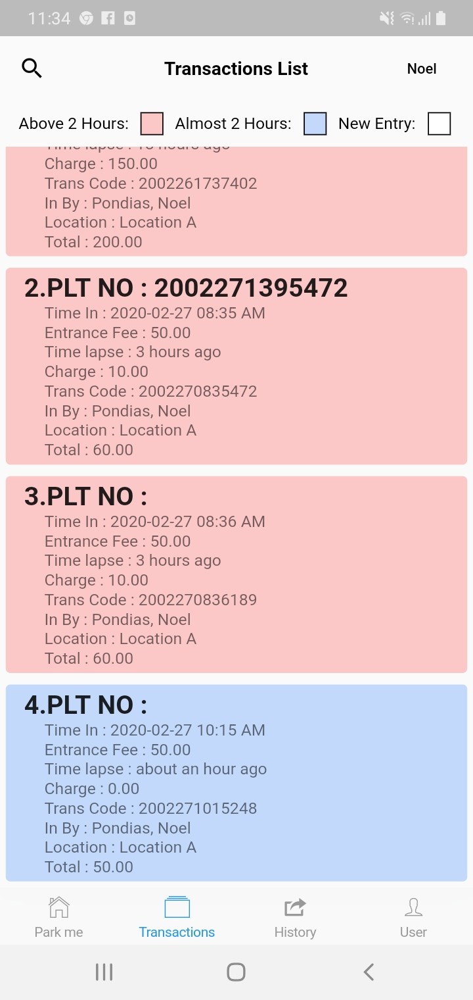 11:34
Transactions List
Noel
Above 2 Hours:
Almost 2 Hours:
New Entry:
Charge : 150.00
Trans Code : 2002261737402
In By : Pondias, Noel
Location : Location A
Total : 200.00
2.PLT NO : 2002271395472
Time In : 2020-02-27 08:35 AM
Entrance Fee : 50.00
Time lapse : 3 hours ago
Charge : 10.00
Trans Code : 2002270835472
In By : Pondias, Noel
Location : Location A
Total : 60.00
3.PLT NO :
Time In : 2020-02-27 08:36 AM
Entrance Fee : 50.00
Time lapse : 3 hours ago
Charge : 10.00
Trans Code : 2002270836189
In By : Pondias, Noel
Location : Location A
Total : 60.00
4.PLT NO :
Time In : 2020-02-27 10:15 AM
Entrance Fee : 50.00
Time lapse : about an hour ago
Charge : 0.00
Trans Code : 2002271015248
In By : Pondias, Noel
Location : Location A
Total : 50.00
Park me
Transactions
History
User